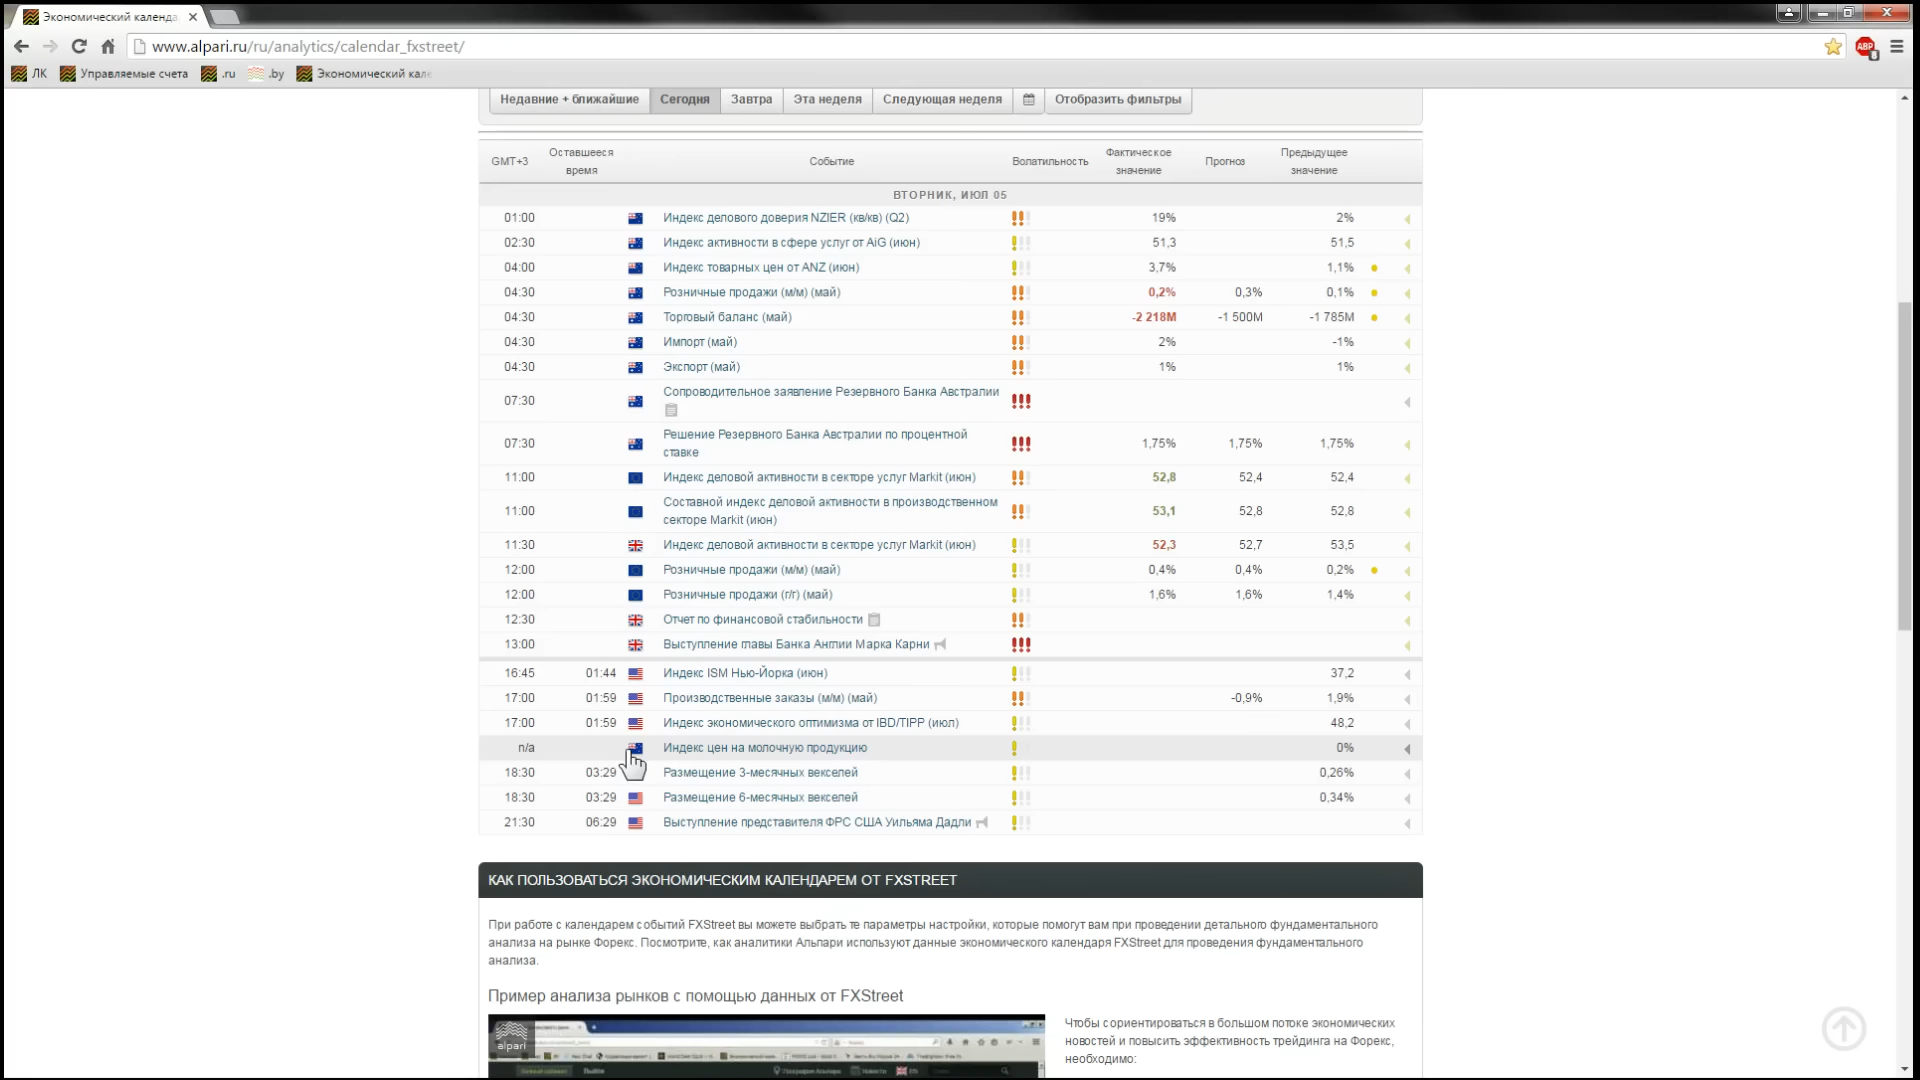 Экономический календа
www.alpari.ru/ru/analytics/calendar_fxstreet/
ABP
8
ЛК Управляемые счета .ru .by Экономический кале
Недавние + ближайшие Сегодня Завтра Эта неделя Следующая неделя Отобразить фильтры
GMT+3 Оставшееся время Событие Волатильность Фактическое значение Прогноз Предыдущее значение
ВТОРНИК, ИЮЛ 05
01:00 Индекс делового доверия NZIER (кв/кв) (Q2) 19% 2%
02:30 Индекс активности в сфере услуг от AiG (июн) 51,3 51,5
04:00 Индекс товарных цен от ANZ (июн) 3,7% 1,1%
04:30 Розничные продажи (м/м) (май) 0,2% 0,3% 0,1%
04:30 Торговый баланс (май) -2 218M -1 500M -1 785M
04:30 Импорт (май) 2% -1%
04:30 Экспорт (май) 1% 1%
07:30 Сопроводительное заявление Резервного Банка Австралии
07:30 Решение Резервного Банка Австралии по процентной
ставке 1,75% 1,75% 1,75%
11:00 Индекс деловой активности в секторе услуг Markit (июн) 52,8 52,4 52,4
11:00 Составной индекс деловой активности в производственном
секторе Markit (июн) 53,1 52,8 52,8
11:30 Индекс деловой активности в секторе услуг Markit (июн) 52,3 52,7 53,5
12:00 Розничные продажи (м/м) (май) 0,4% 0,4% 0,2%
12:00 Розничные продажи (г/г) (май) 1,6% 1,6% 1,4%
12:30 Отчет по финансовой стабильности
13:00 Выступление главы Банка Англии Марка Карни
16:45 01:44 Индекс ISM Нью-Йорка (июн) 37,2
17:00 01:59 Производственные заказы (м/м) (май) -0,9% 1,9%
17:00 01:59 Индекс экономического оптимизма от IBD/TIPP (июл) 48,2
n/a Индекс цен на молочную продукцию 0%
18:30 03:29 Размещение 3-месячных векселей 0,26%
18:30 03:29 Размещение 6-месячных векселей 0,34%
21:30 06:29 Выступление представителя ФРС США Уильяма Дадли
КАК ПОЛЬЗОВАТЬСЯ ЭКОНОМИЧЕСКИМ КАЛЕНДАРЕМ ОТ FXSTREET
При работе с календарем событий FXStreet вы можете выбрать те параметры настройки, которые помогут вам при проведении детального фундаментального
анализа на рынке Форекс. Посмотрите, как аналитики Альпари используют данные экономического календаря FXStreet для проведения фундаментального
анализа.
Пример анализа рынков с помощью данных от FXStreet
alpari
Чтобы сориентироваться в большом потоке экономических
новостей и повысить эффективность трейдинга на Форекс,
необходимо: